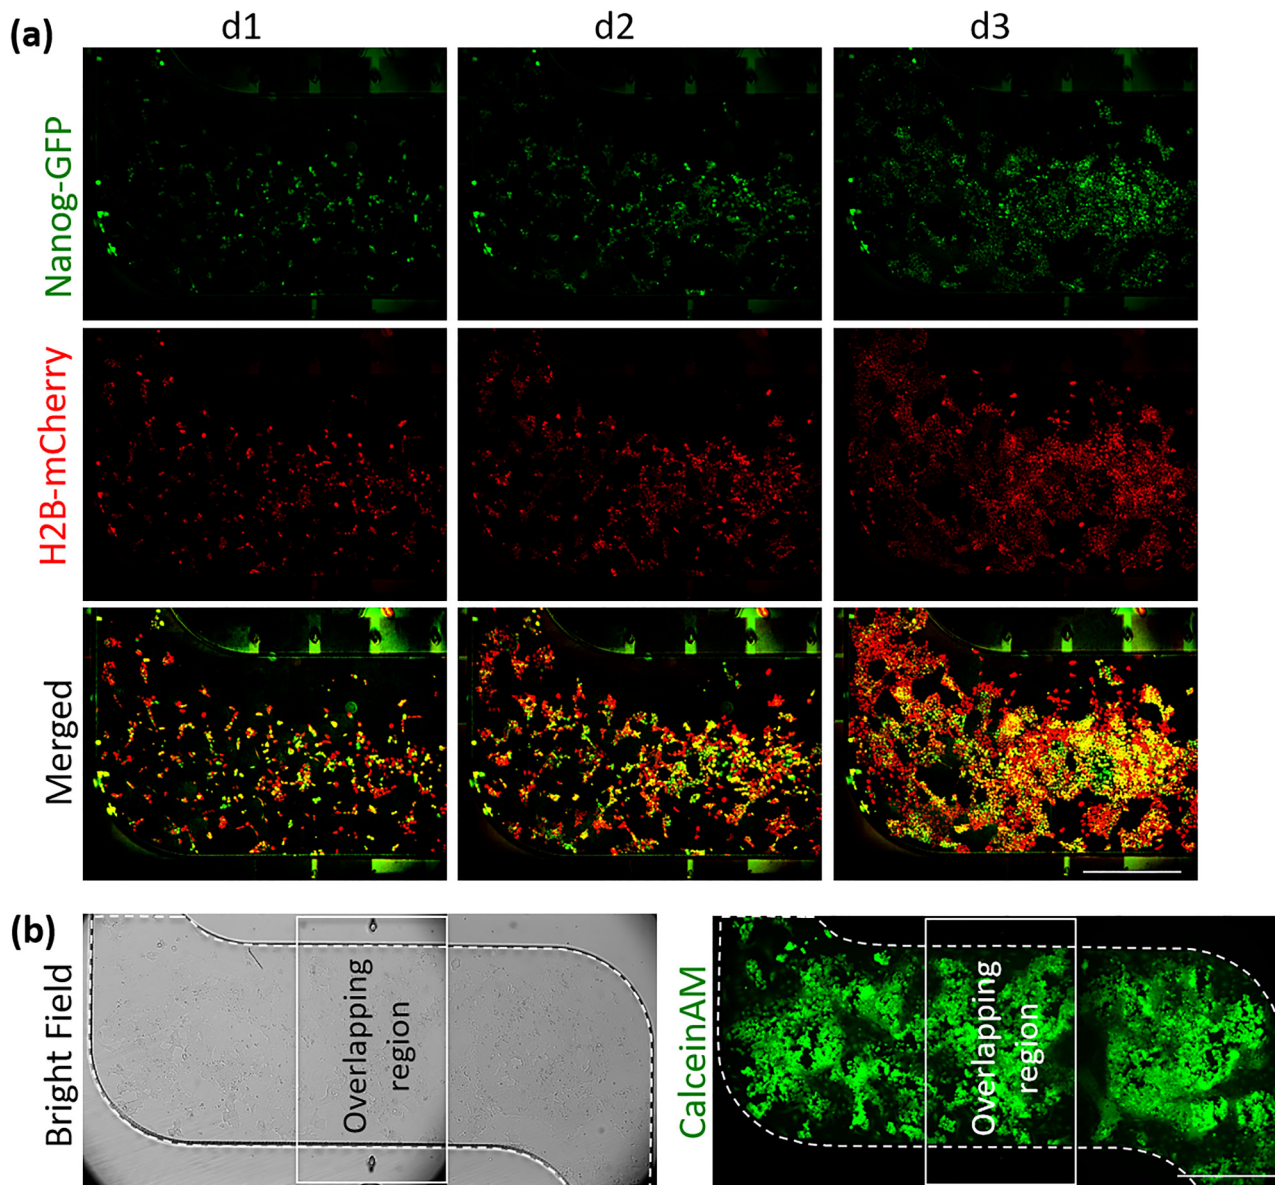 (a)
d1
d2
d3
Nanog-GFP
H2B-mCherry
Merged
(b)
Bright Field
Overlapping
region
CalceinAM
Overlapping
region